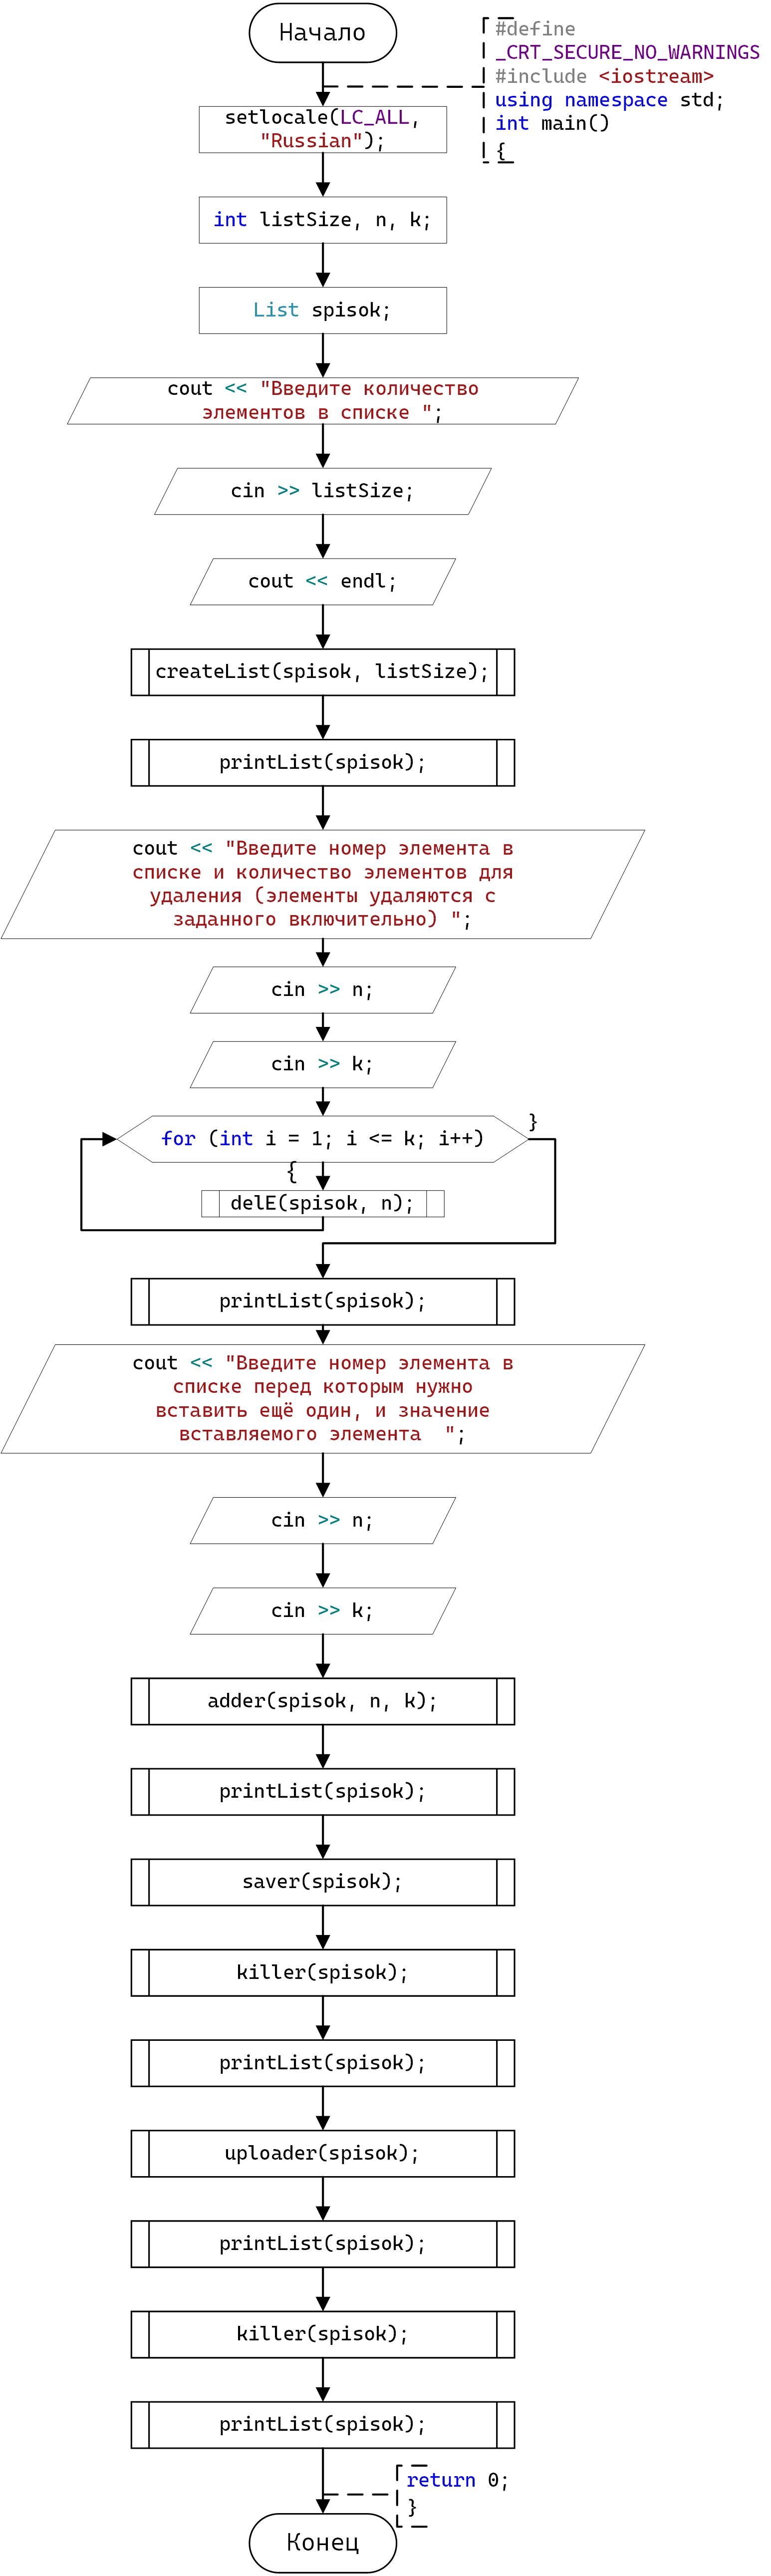 Начало
#define
_CRT_SECURE_NO_WARNINGS
#include <iostream>
using namespace std;
int main()
{
setlocale(LC_ALL,
"Russian");
int listSize, n, k;
List spisok;
cout << "Введите количество
элементов в списке ";
cin >> listSize;
cout << endl;
createList(spisok, listSize);
printList(spisok);
cout << "Введите номер элемента в
списке и количество элементов для
удаления (элементы удаляются с
заданного включительно) ";
cin >> n;
cin >> k;
}
for (int i = 1; i <= k; i++)
{
delE(spisok, n);
printList(spisok);
cout << "Введите номер элемента в
списке перед которым нужно
вставить ещё один, и значение
вставляемого элемента  ";
cin >> n;
cin >> k;
adder(spisok, n, k);
printList(spisok);
saver(spisok);
killer(spisok);
printList(spisok);
uploader(spisok);
printList(spisok);
killer(spisok);
printList(spisok);
return 0;
}
Конец